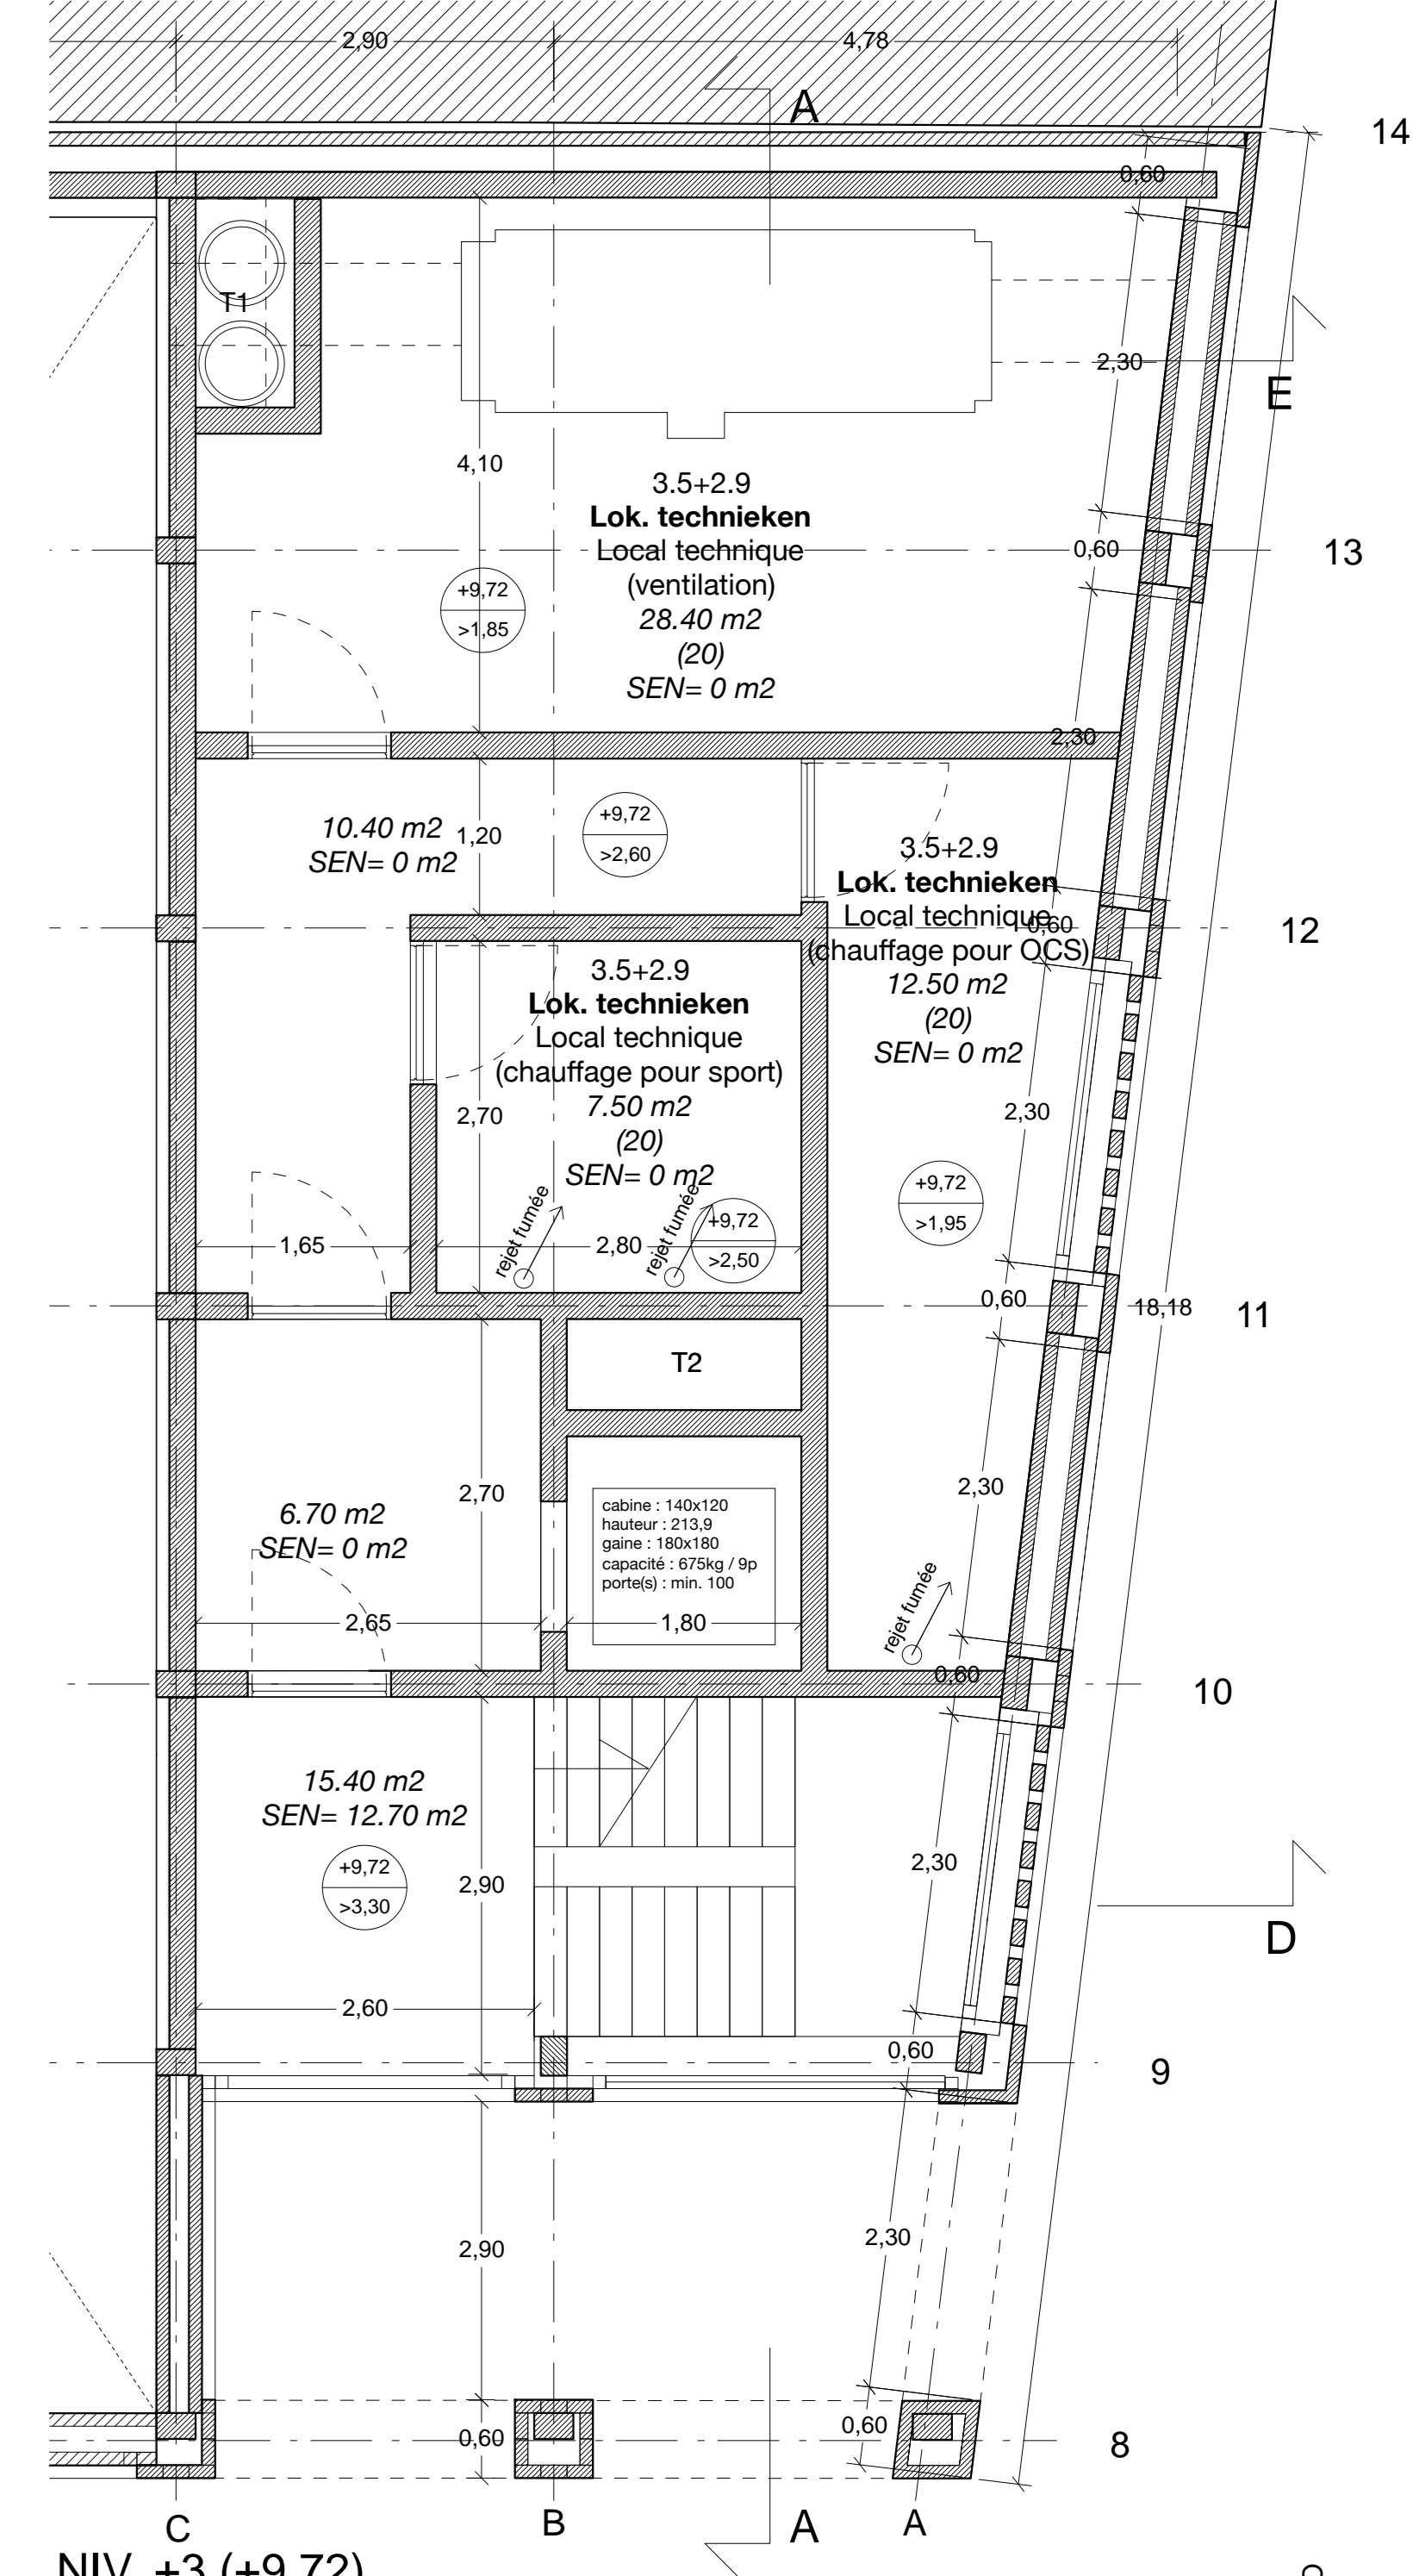 2,90
4,78
A
14
0,60
T1
2,30
E
4,10
3.5+2.9
Lok. technieken
Local technique
(ventilation)
28.40 m2
(20)
SEN= 0 m2
0,60
13
+9,72
>1,85
2,30
10.40 m2
SEN= 0 m2
1,20
+9,72
>2,60
3.5+2.9
Lok. technieken
Local technique
(chauffage pour OCS)
12.50 m2
(20)
SEN= 0 m2
0,60
12
3.5+2.9
Lok. technieken
Local technique
(chauffage pour sport)
7.50 m2
(20)
SEN= 0 m2
2,70
2,30
+9,72
>1,95
rejet fumée
rejet fumée
+9,72
>2,50
1,65
2,80
0,60
18,18
11
T2
2,70
6.70 m2
SEN= 0 m2
cabine : 140x120
hauteur : 213,9
gaine : 180x180
capacité : 675kg / 9p
porte(s) : min. 100
2,30
2,65
1,80
rejet fumée
0,60
10
15.40 m2
SEN= 12.70 m2
+9,72
>3,30
2,90
2,30
D
2,60
0,60
9
2,90
2,30
0,60
0,60
8
C
B
A
A
NIV. +3 (+9,72)